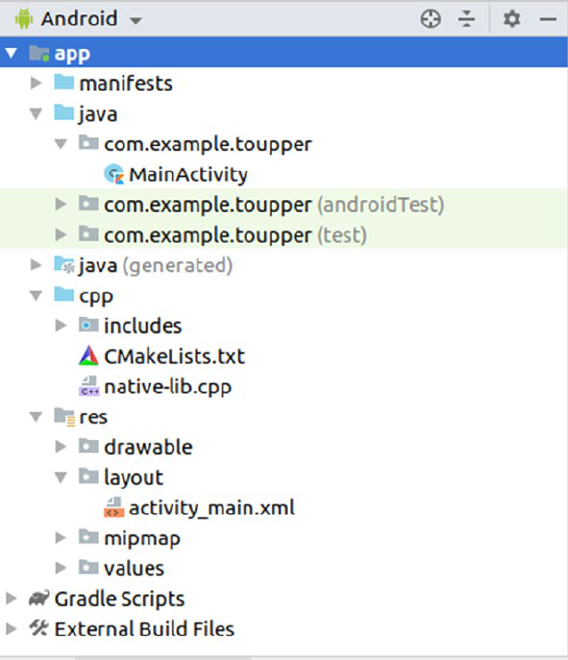 Android
app
manifests
java
com.example.toupper
MainActivity
com.example.toupper (androidTest)
com.example.toupper (test)
java (generated)
cpp
includes
CMakeLists.txt
native-lib.cpp
res
drawable
layout
activity_main.xml
mipmap
values
Gradle Scripts
External Build Files